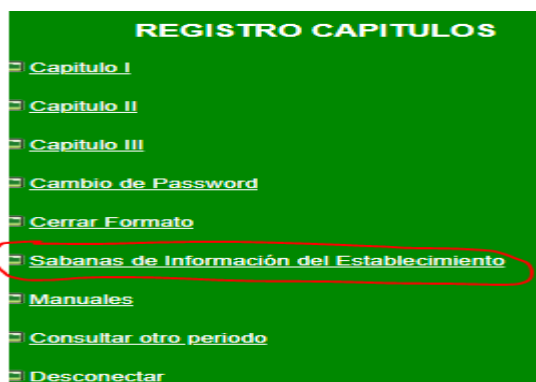 REGISTRO CAPITULOS
Capitulo I
Capitulo II
Capitulo III
Cambio de Password
Cerrar Formato
Sabanas de Información del Establecimiento
Manuales
Consultar otro periodo
Desconectar